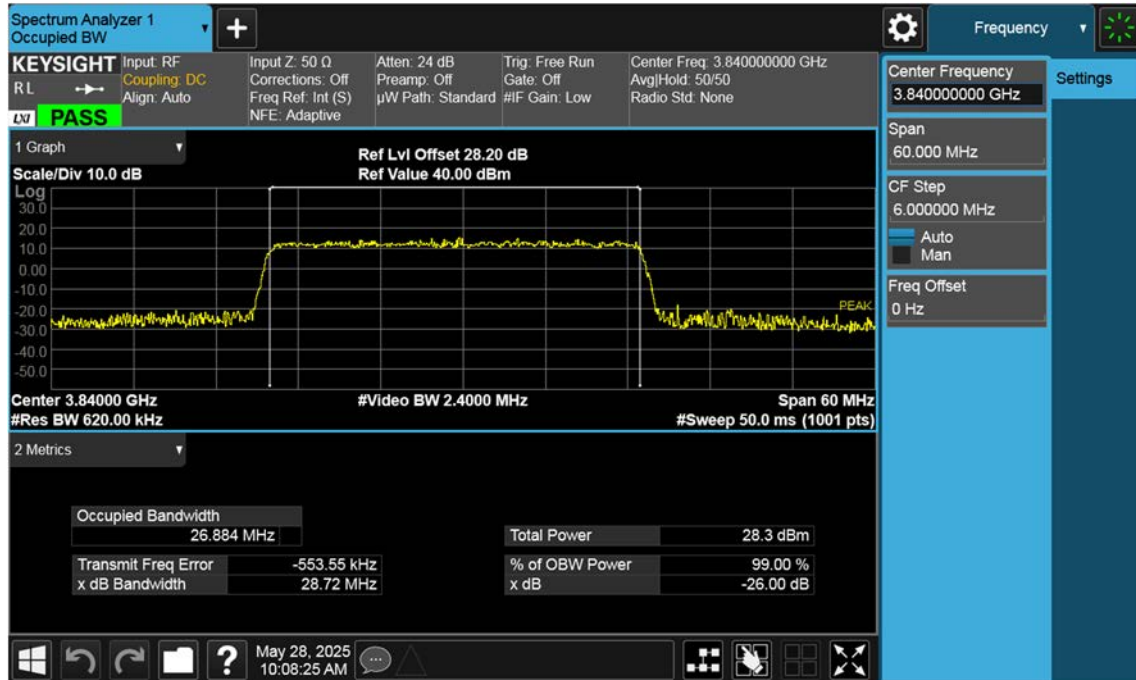 Spectrum Analyzer 1
Occupied BW
+
Frequency
KEYSIGHT
R L
LXI PASS
Input: RF
Coupling: DC
Align: Auto
Input Z: 50 Ω
Corrections: Off
Freq Ref: Int (S)
NFE: Adaptive
Atten: 24 dB
Preamp: Off
µW Path: Standard
Trig: Free Run
Gate: Off
#IF Gain: Low
Center Freq: 3.840000000 GHz
Avg|Hold: 50/50
Radio Std: None
Center Frequency
3.840000000 GHz
Settings
Span
60.000 MHz
CF Step
6.000000 MHz
Auto
Man
Freq Offset
0 Hz
1 Graph
Scale/Div 10.0 dB
Ref Lvl Offset 28.20 dB
Ref Value 40.00 dBm
Log
30.0
20.0
10.0
0.00
-10.0
-20.0
-30.0
-40.0
-50.0
PEAK
Center 3.84000 GHz
#Video BW 2.4000 MHz
Span 60 MHz
#Res BW 620.00 kHz
#Sweep 50.0 ms (1001 pts)
2 Metrics
Occupied Bandwidth
26.884 MHz
Total Power 28.3 dBm
Transmit Freq Error -553.55 kHz
% of OBW Power 99.00 %
x dB Bandwidth 28.72 MHz
x dB -26.00 dB
?
May 28, 2025
10:08:25 AM